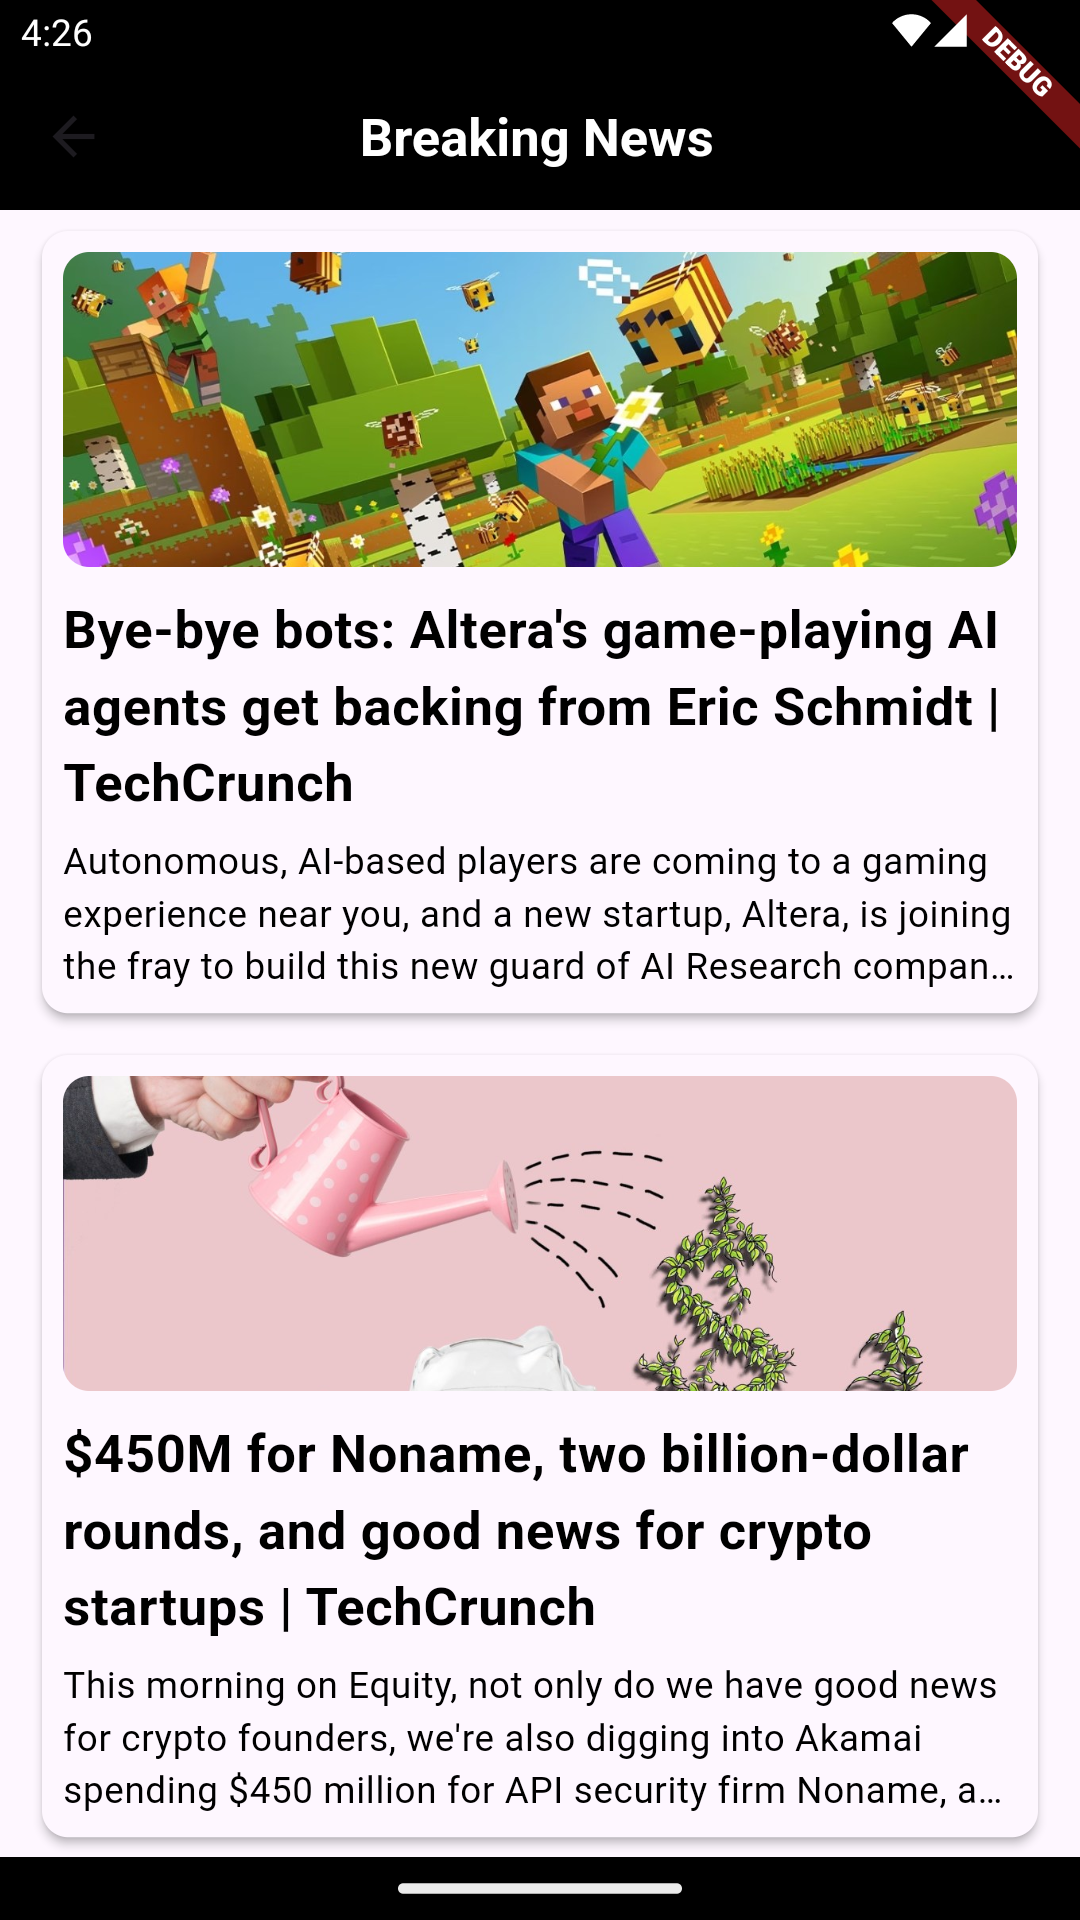 4:26
DEBUG
Breaking News
Bye-bye bots: Altera's game-playing AI
agents get backing from Eric Schmidt |
TechCrunch
Autonomous, AI-based players are coming to a gaming
experience near you, and a new startup, Altera, is joining
the fray to build this new guard of AI Research compan…
$450M for Noname, two billion-dollar
rounds, and good news for crypto
startups | TechCrunch
This morning on Equity, not only do we have good news
for crypto founders, we're also digging into Akamai
spending $450 million for API security firm Noname, a…